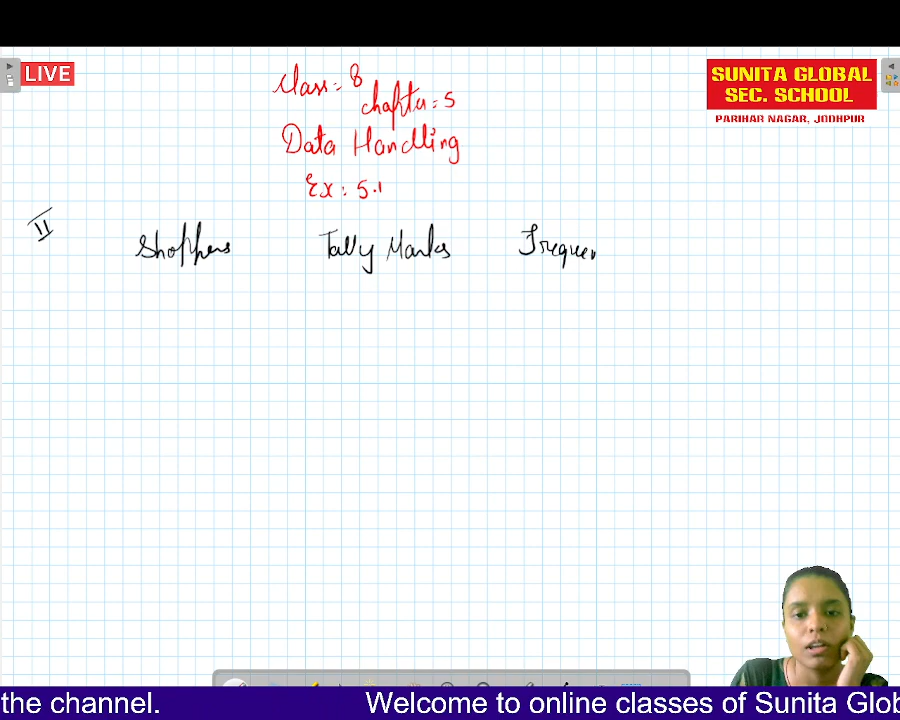 LIVE
SUNITA GLOBAL
SEC. SCHOOL
PARIHAR NAGAR, JODHPUR
Class = 8
Chapter = 5
Data Handling
Ex : 5.1
II
Shoppers Tally Marks Frequen
the channel. Welcome to online classes of Sunita Glob